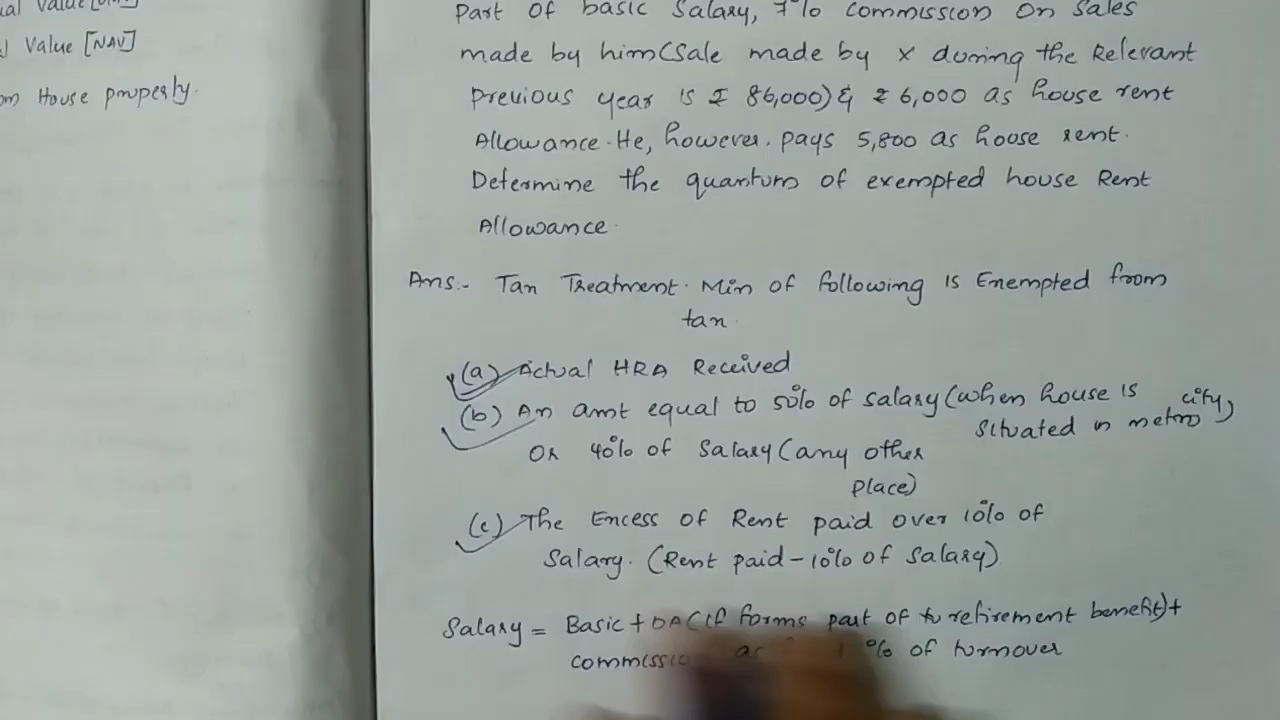 ual Value [
l Value [NAV]
om House property.
Part of basic Salary, 7% commission on Sales
made by him (Sale made by X during the Relevant
Previous year is ₹ 86,000) & ₹ 6,000 as house rent
Allowance. He, however. pays 5,800 as house rent.
Determine the quantum of exempted house Rent
Allowance.
Ans:- Tax Treatment. Min of following is Exempted from
tax.
(a) Actual HRA Received
(b) An amt equal to 50% of salary (when house is
situated in metro city)
OR 40% of Salary (any other
place)
(c) The Excess of Rent paid over 10% of
Salary. (Rent paid - 10% of Salary)
Salary = Basic + DA (if forms part of to retirement benefit) +
commission as % of turnover